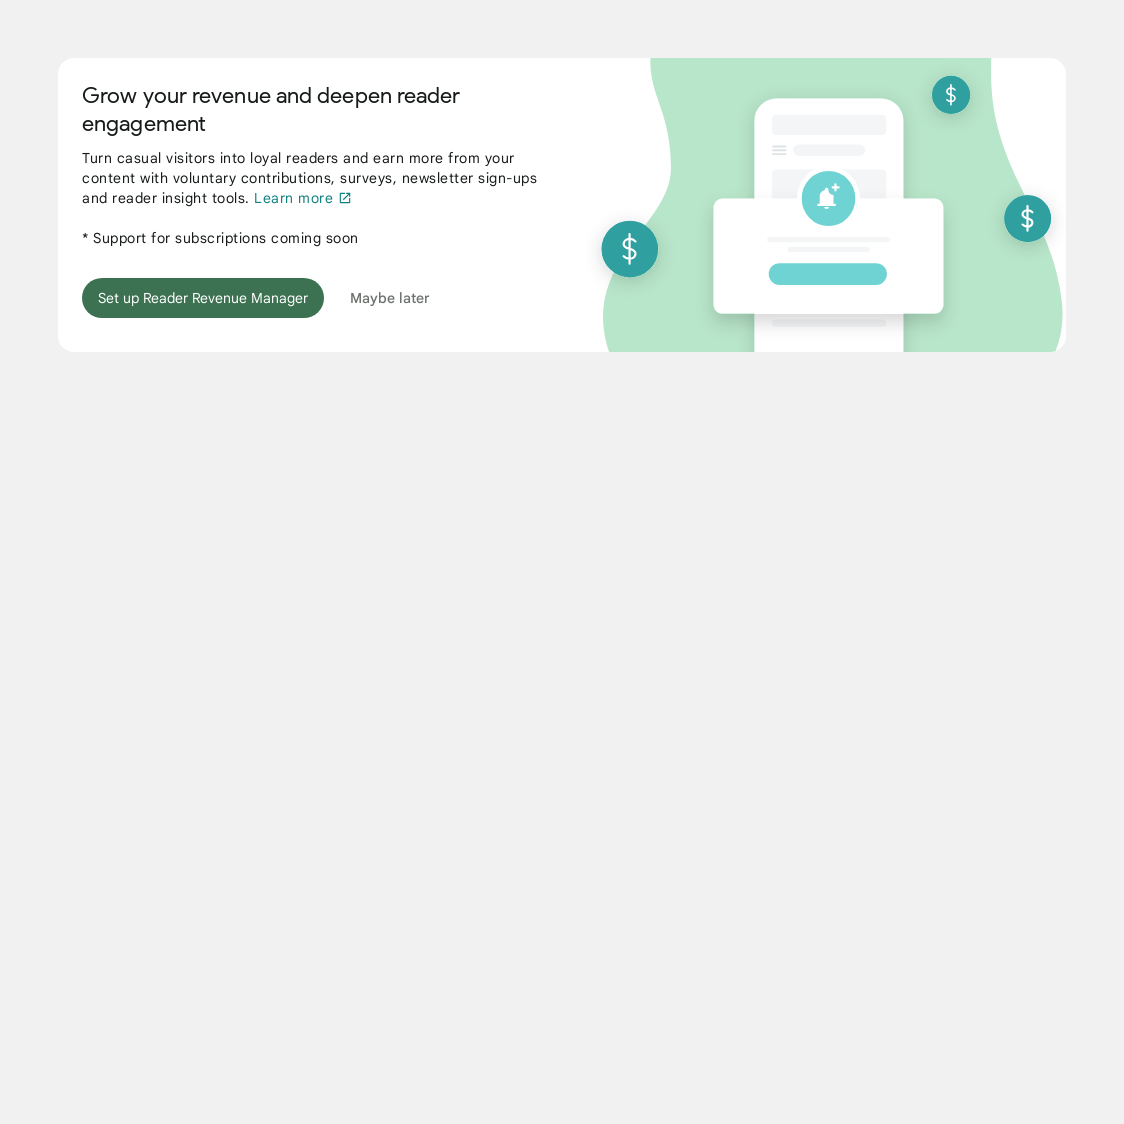 Grow your revenue and deepen reader
engagement
Turn casual visitors into loyal readers and earn more from your
content with voluntary contributions, surveys, newsletter sign-ups
and reader insight tools. Learn more
* Support for subscriptions coming soon
Set up Reader Revenue Manager
Maybe later
$
$
$